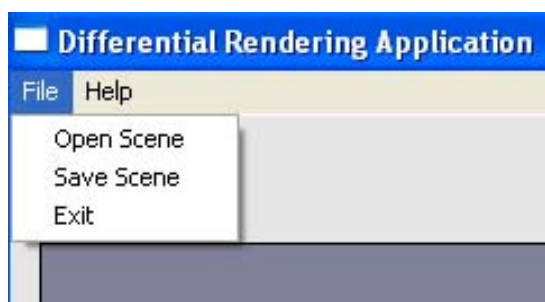 Differential Rendering Application
File Help
Open Scene
Save Scene
Exit